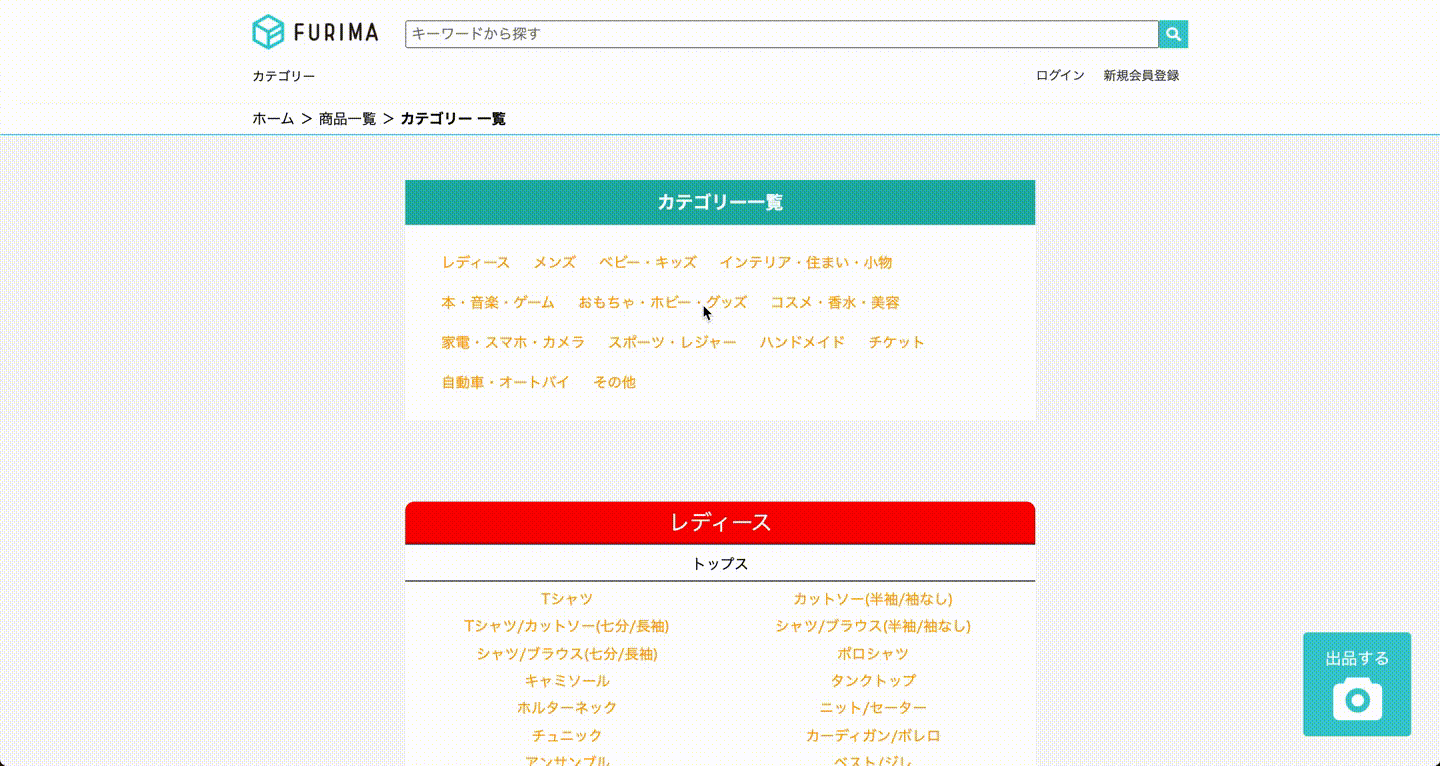 FURIMA
キーワードから探す
カテゴリー
ログイン 新規会員登録
ホーム > 商品一覧 > カテゴリー 一覧
カテゴリー一覧
レディース メンズ ベビー・キッズ インテリア・住まい・小物
本・音楽・ゲーム おもちゃ・ホビー・グッズ コスメ・香水・美容
家電・スマホ・カメラ スポーツ・レジャー ハンドメイド チケット
自動車・オートバイ その他
レディース
トップス
Tシャツ カットソー(半袖/袖なし)
Tシャツ/カットソー(七分/長袖) シャツ/ブラウス(半袖/袖なし)
シャツ/ブラウス(七分/長袖) ポロシャツ
キャミソール タンクトップ
ホルターネック ニット/セーター
チュニック カーディガン/ボレロ
アンサンブル ベスト/ジレ
出品する